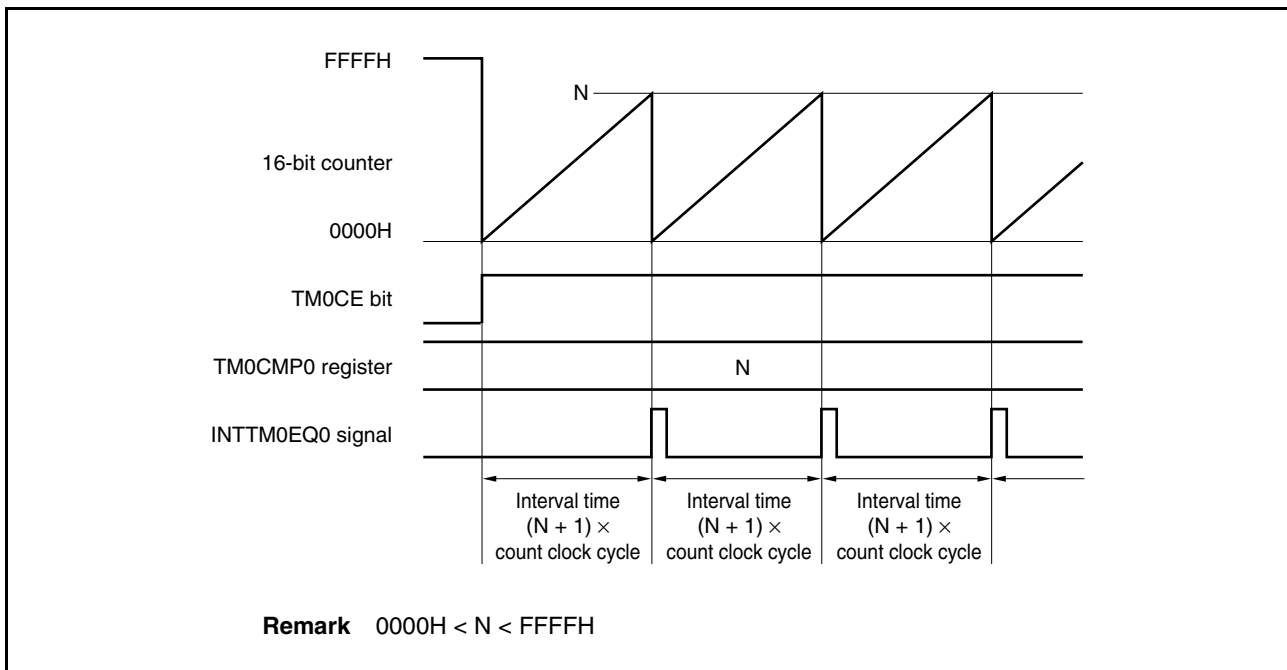 FFFFH
N
16-bit counter
0000H
TM0CE bit
TM0CMP0 register
N
INTTM0EQ0 signal
Interval time
(N + 1) ×
count clock cycle
Interval time
(N + 1) ×
count clock cycle
Interval time
(N + 1) ×
count clock cycle
Remark 0000H < N < FFFFH